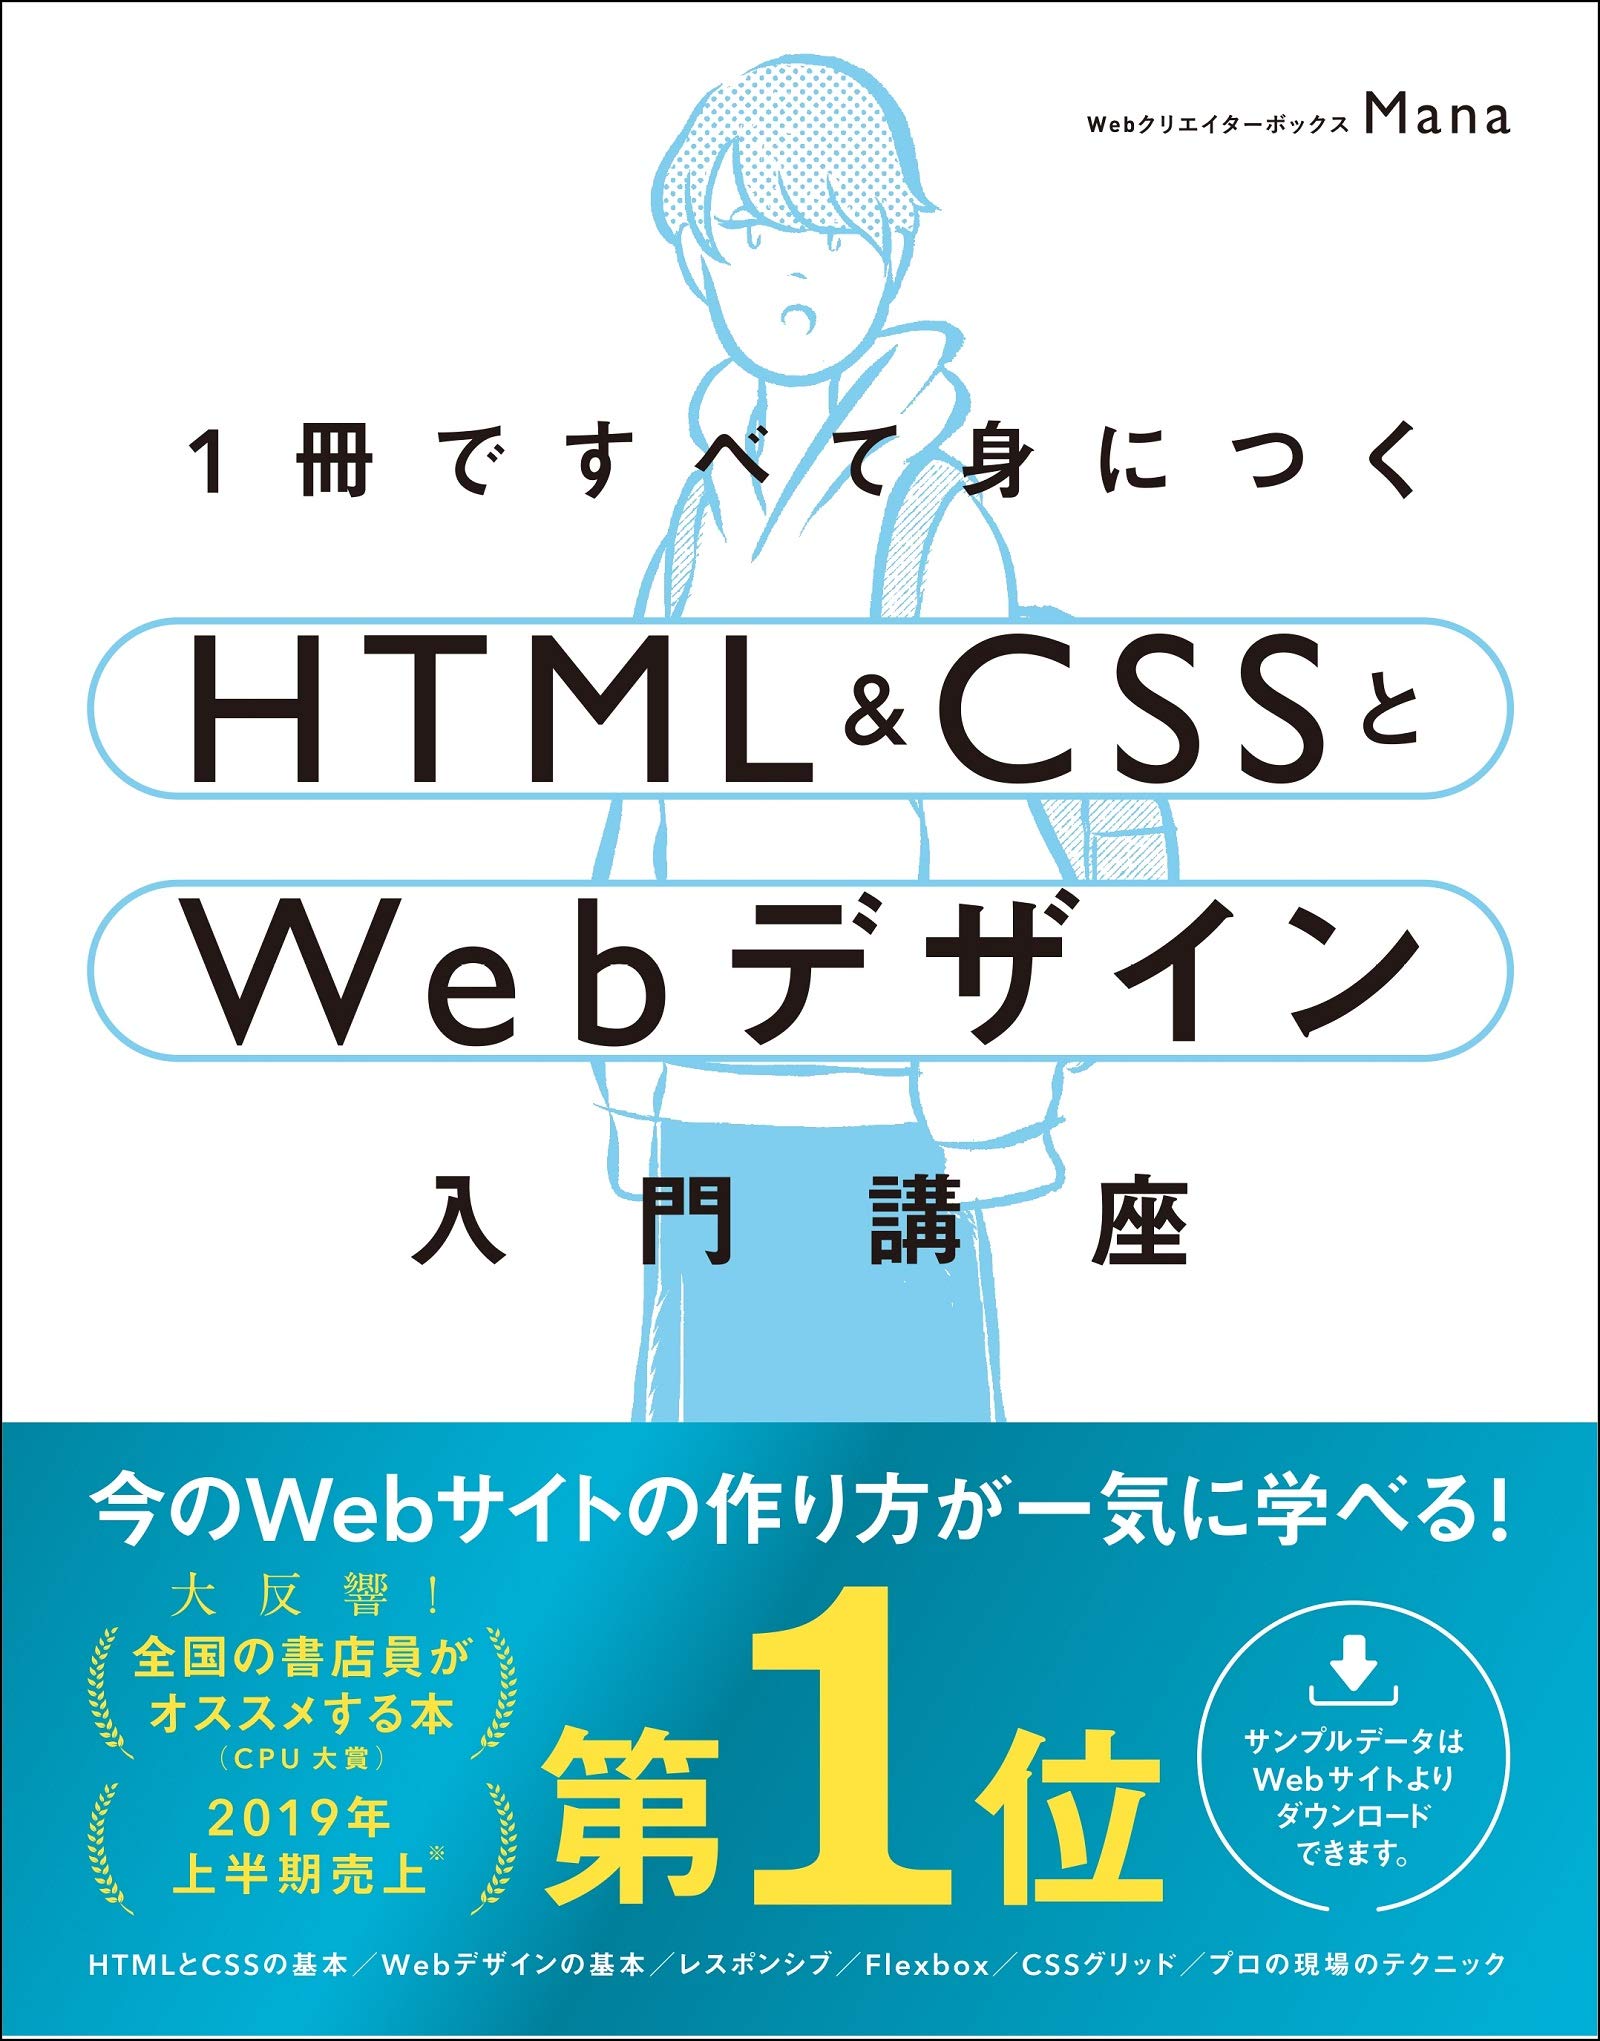 Webクリエイターボックス Mana
1冊ですべて身につく
HTML&CSSと
Webデザイン
入門講座
今のWebサイトの作り方が一気に学べる!
大反響!
全国の書店員が
オススメする本
(CPU大賞)
2019年
上半期売上※
第1位
サンプルデータは
Webサイトより
ダウンロード
できます。
HTMLとCSSの基本/Webデザインの基本/レスポンシブ/Flexbox/CSSグリッド/プロの現場のテクニック